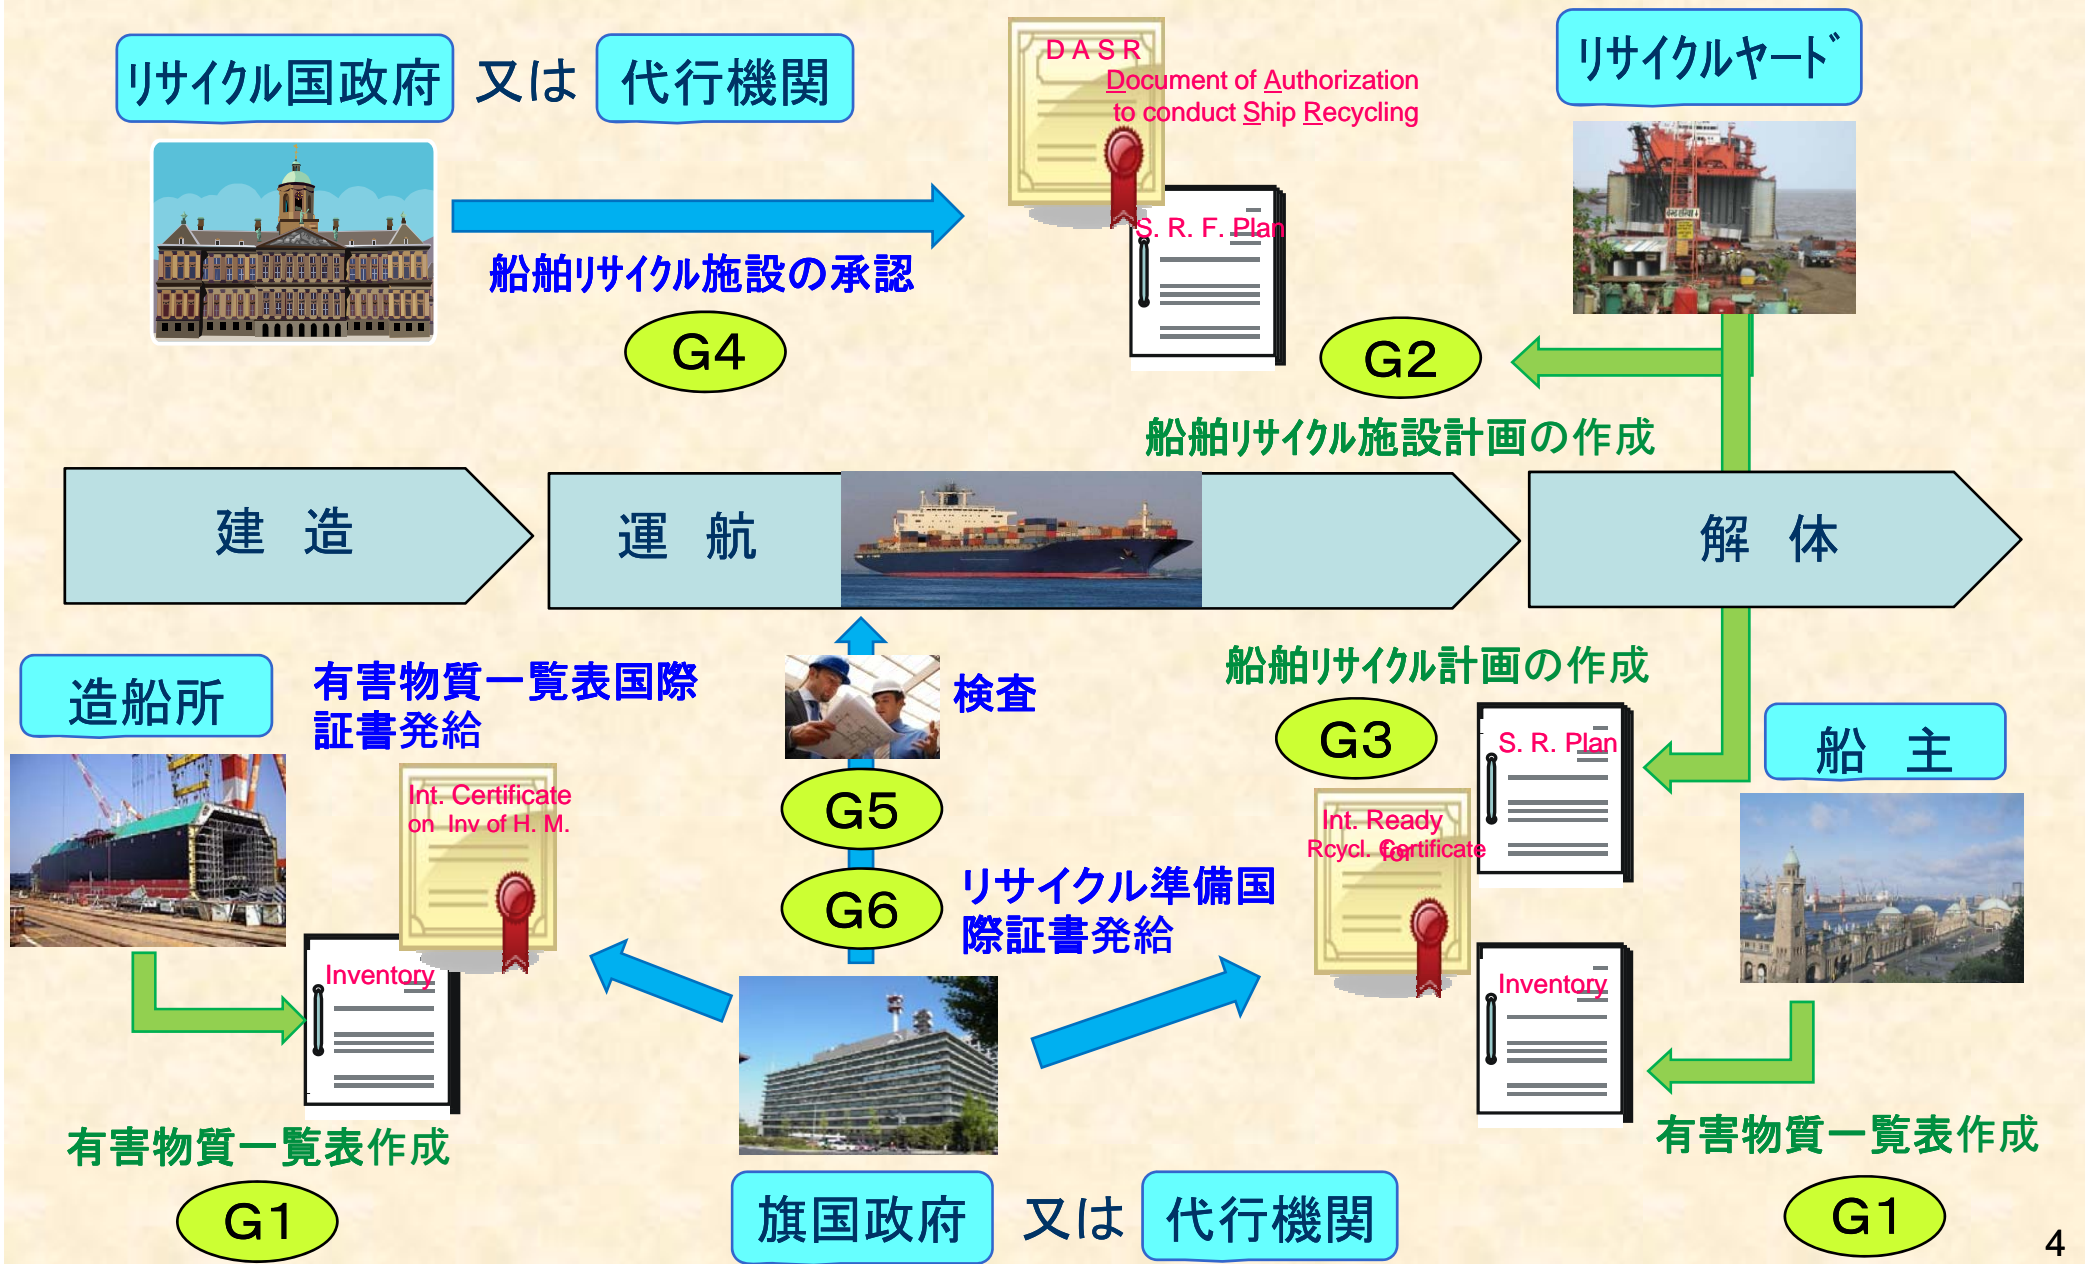 リサイクル国政府 又は 代行機関
D A S R
Document of Authorization
to conduct Ship Recycling
リサイクルヤード
S. R. F. Plan
船舶リサイクル施設の承認
G4
G2
船舶リサイクル施設計画の作成
建 造
運 航
解 体
造船所
有害物質一覧表国際
証書発給
検査
船舶リサイクル計画の作成
G3
S. R. Plan
船 主
Int. Certificate
on Inv of H. M.
G5
Int. Ready
for
Rcycl. Certificate
G6
リサイクル準備国
際証書発給
Inventory
Inventory
有害物質一覧表作成
G1
有害物質一覧表作成
G1
旗国政府 又は 代行機関
4